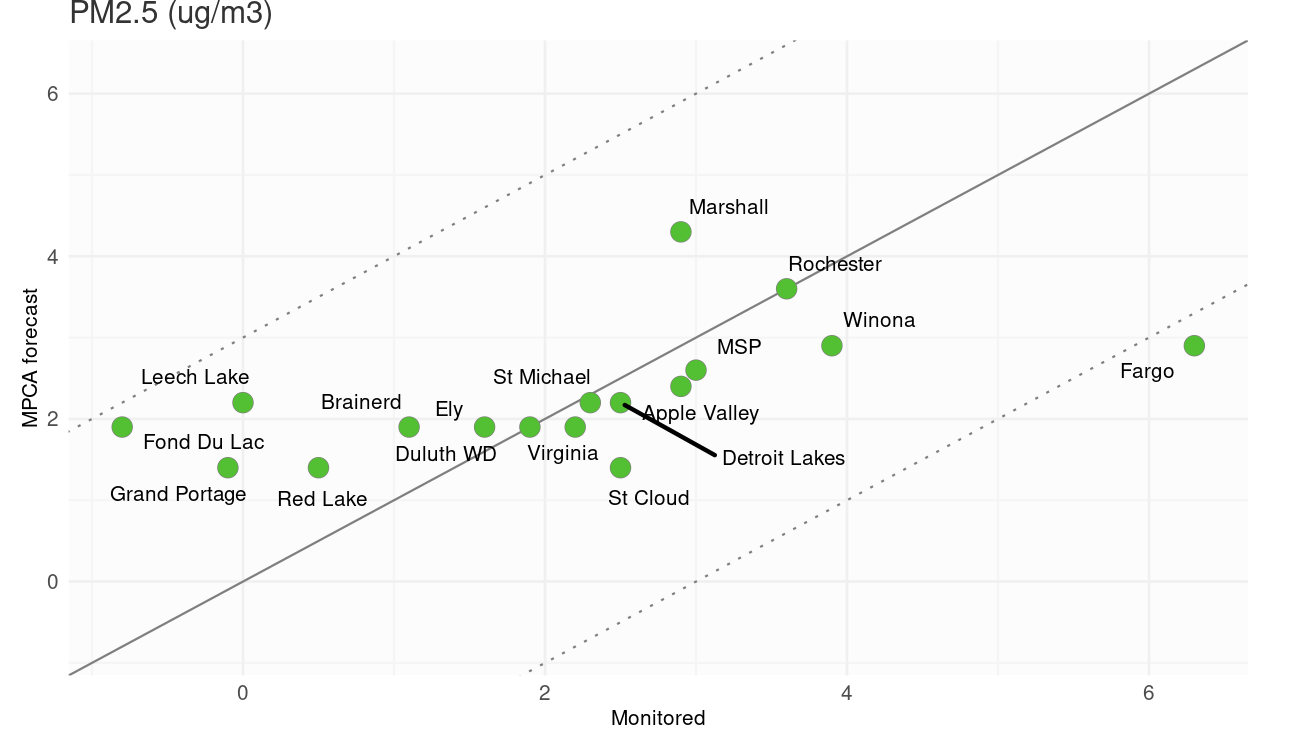 PM2.5 (ug/m3)
6
4
2
0
MPCA forecast
Marshall
Rochester
Winona
MSP
Fargo
Leech Lake
St Michael
Brainerd
Ely
Apple Valley
Fond Du Lac
Duluth WD
Virginia
Detroit Lakes
Grand Portage
Red Lake
St Cloud
0
2
4
6
Monitored